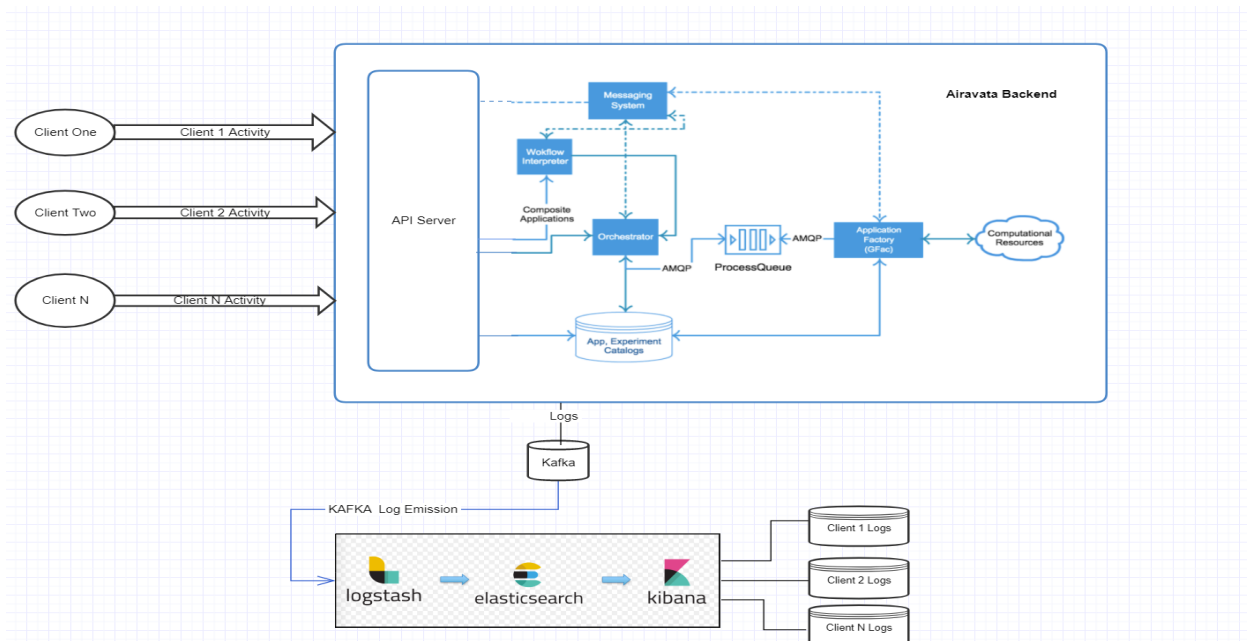 Airavata Backend
Messaging
System
Client One
Client 1 Activity
Wokflow
Interpreter
Client Two
Client 2 Activity
API Server
Composite
Applications
Orchestrator
AMQP
ProcessQueue
AMQP
Application
Factory
(GFac)
Computational
Resources
Client N
Client N Activity
App, Experiment
Catalogs
Logs
Kafka
KAFKA Log Emission
logstash
elasticsearch
kibana
Client 1 Logs
Client 2 Logs
Client N Logs